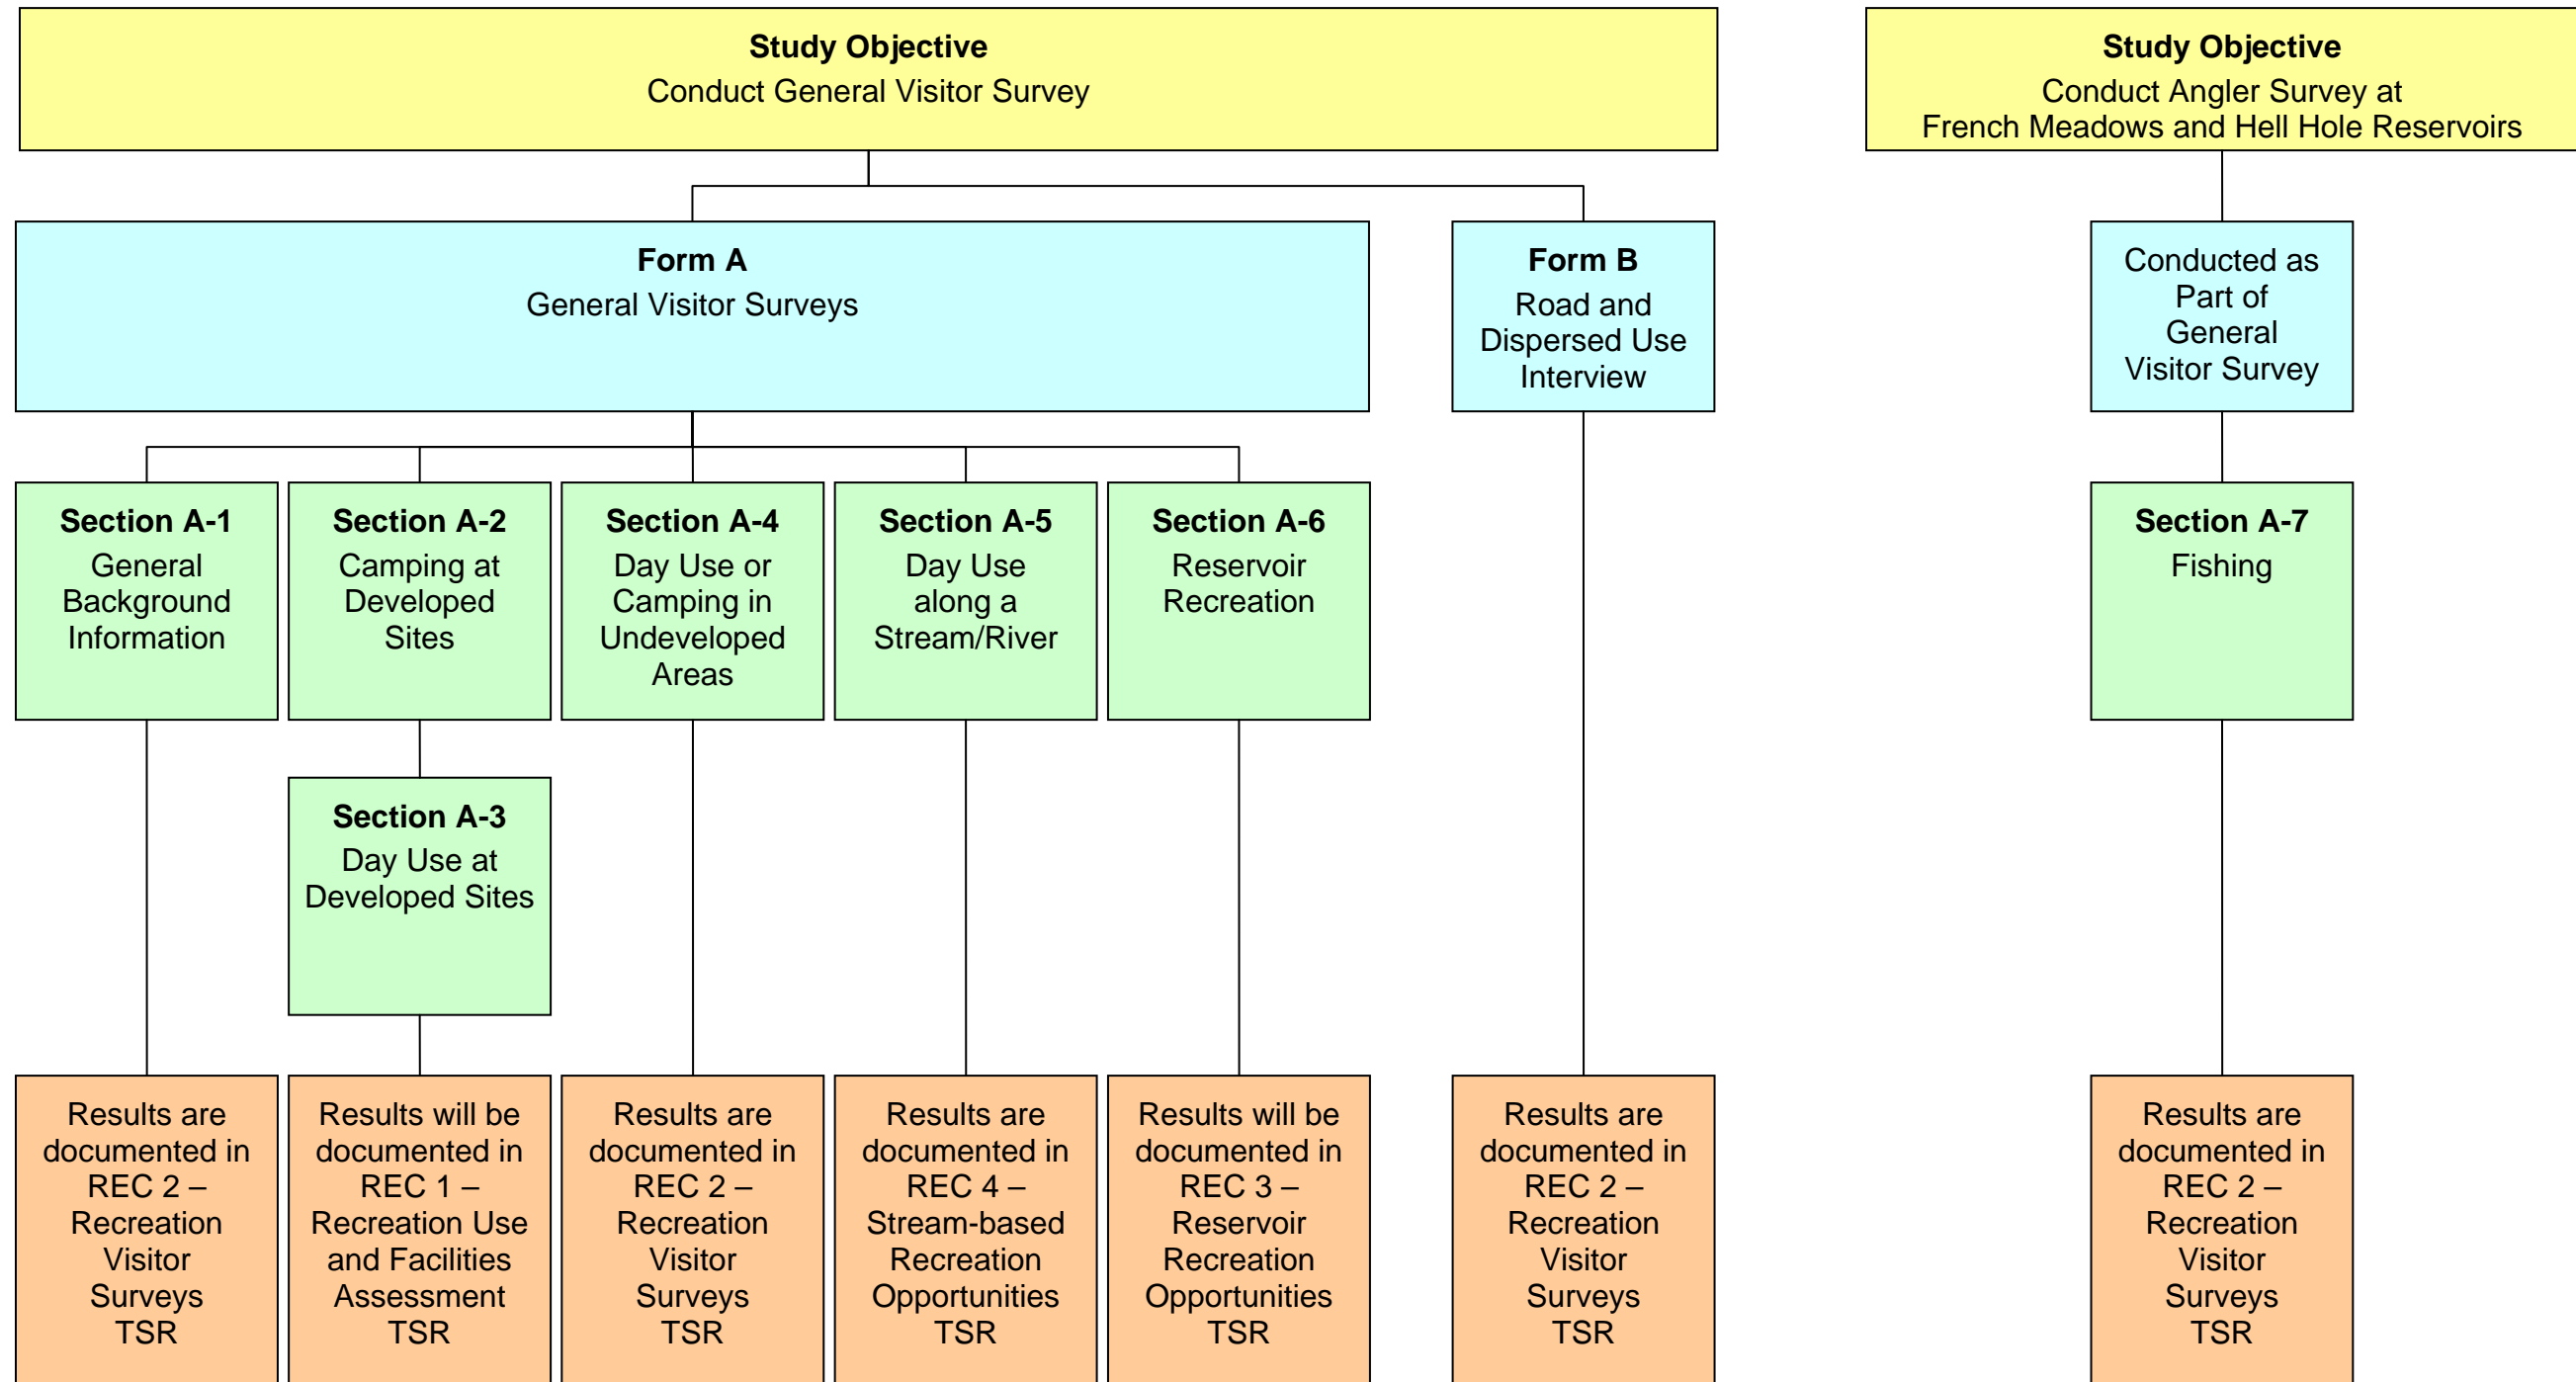 Study Objective
Conduct General Visitor Survey
Study Objective
Conduct Angler Survey at
French Meadows and Hell Hole Reservoirs
Form A
General Visitor Surveys
Form B
Road and
Dispersed Use
Interview
Conducted as
Part of
General
Visitor Survey
Section A-1
General
Background
Information
Section A-2
Camping at
Developed
Sites
Section A-4
Day Use or
Camping in
Undeveloped
Areas
Section A-5
Day Use
along a
Stream/River
Section A-6
Reservoir
Recreation
Section A-7
Fishing
Section A-3
Day Use at
Developed Sites
Results are
documented in
REC 2 –
Recreation
Visitor
Surveys
TSR
Results will be
documented in
REC 1 –
Recreation Use
and Facilities
Assessment
TSR
Results are
documented in
REC 2 –
Recreation
Visitor
Surveys
TSR
Results are
documented in
REC 4 –
Stream-based
Recreation
Opportunities
TSR
Results will be
documented in
REC 3 –
Reservoir
Recreation
Opportunities
TSR
Results are
documented in
REC 2 –
Recreation
Visitor
Surveys
TSR
Results are
documented in
REC 2 –
Recreation
Visitor
Surveys
TSR